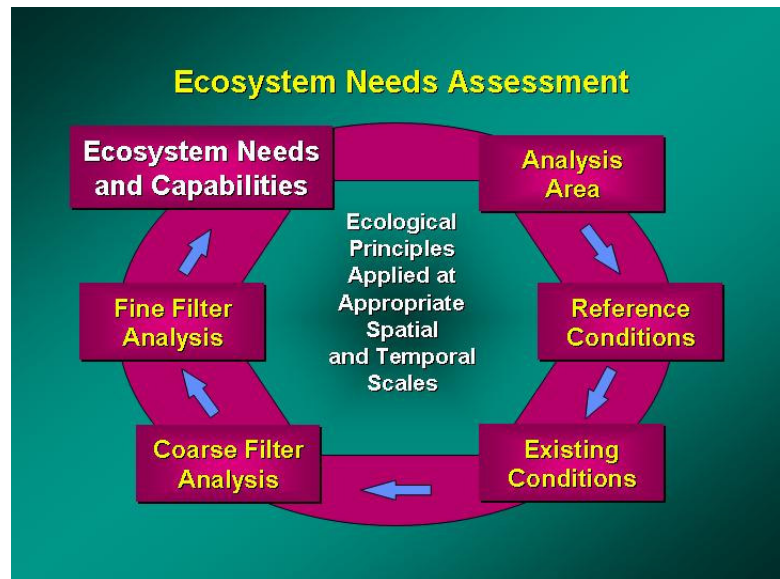 Ecosystem Needs Assessment
Ecosystem Needs
and Capabilities
Analysis
Area
Ecological
Principles
Applied at
Appropriate
Spatial
and Temporal
Scales
Fine Filter
Analysis
Reference
Conditions
Coarse Filter
Analysis
Existing
Conditions